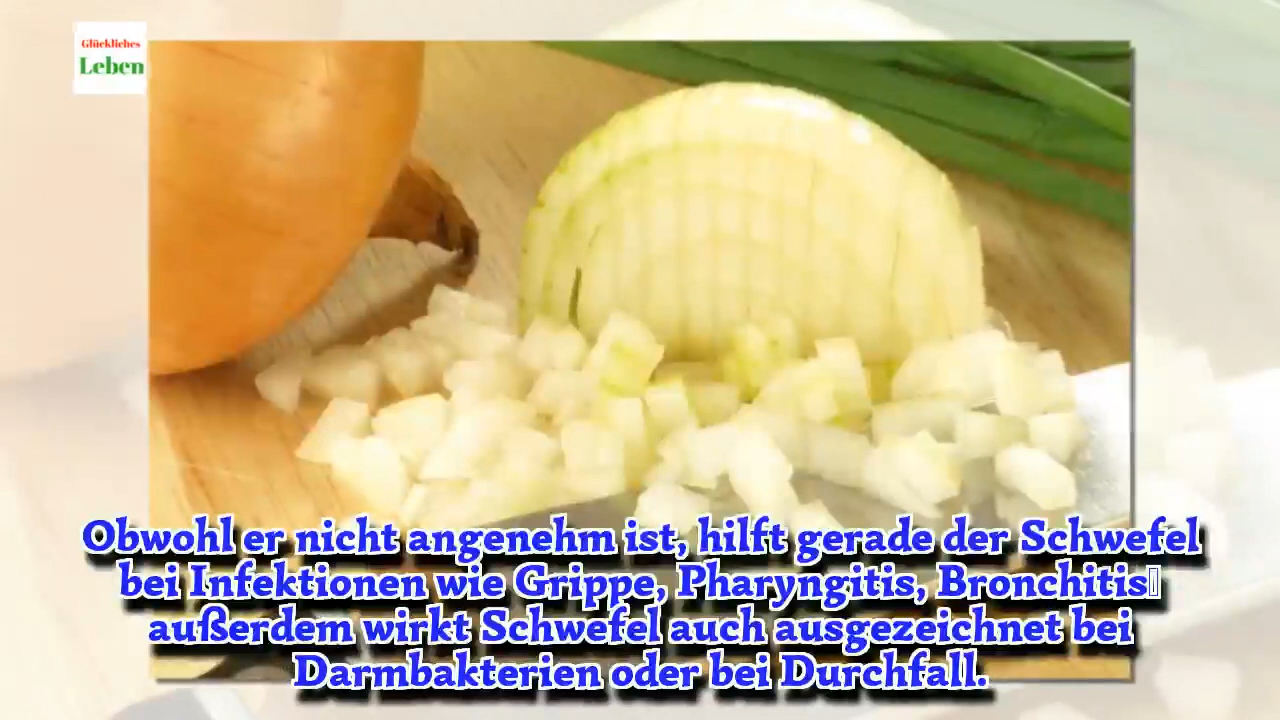 Glückliches
Leben
Obwohl er nicht angenehm ist, hilft gerade der Schwefel
bei Infektionen wie Grippe, Pharyngitis, Bronchitis
außerdem wirkt Schwefel auch ausgezeichnet bei
Darmbakterien oder bei Durchfall.